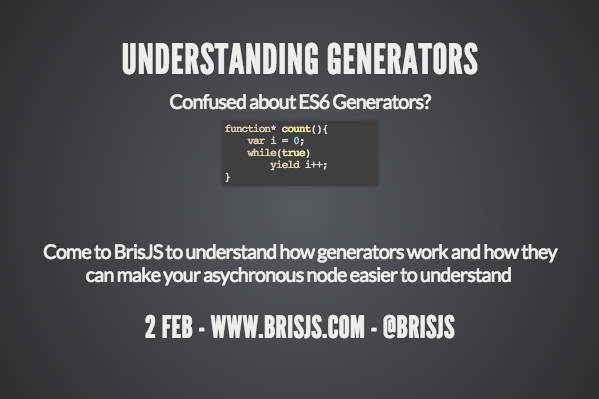 UNDERSTANDING GENERATORS
Confused about ES6 Generators?
function* count(){
    var i = 0;
    while(true)
        yield i++;
}
Come to BrisJS to understand how generators work and how they
can make your asychronous node easier to understand
2 FEB - WWW.BRISJS.COM - @BRISJS